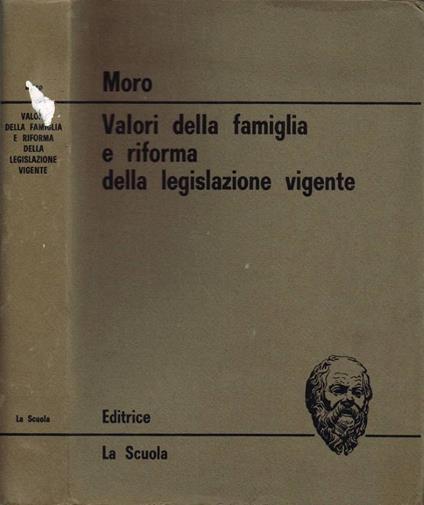 VALORI
DELLA FAMIGLIA
E RIFORMA
DELLA
LEGISLAZIONE
VIGENTE
La Scuola
Moro
Valori della famiglia
e riforma
della legislazione vigente
Editrice
La Scuola